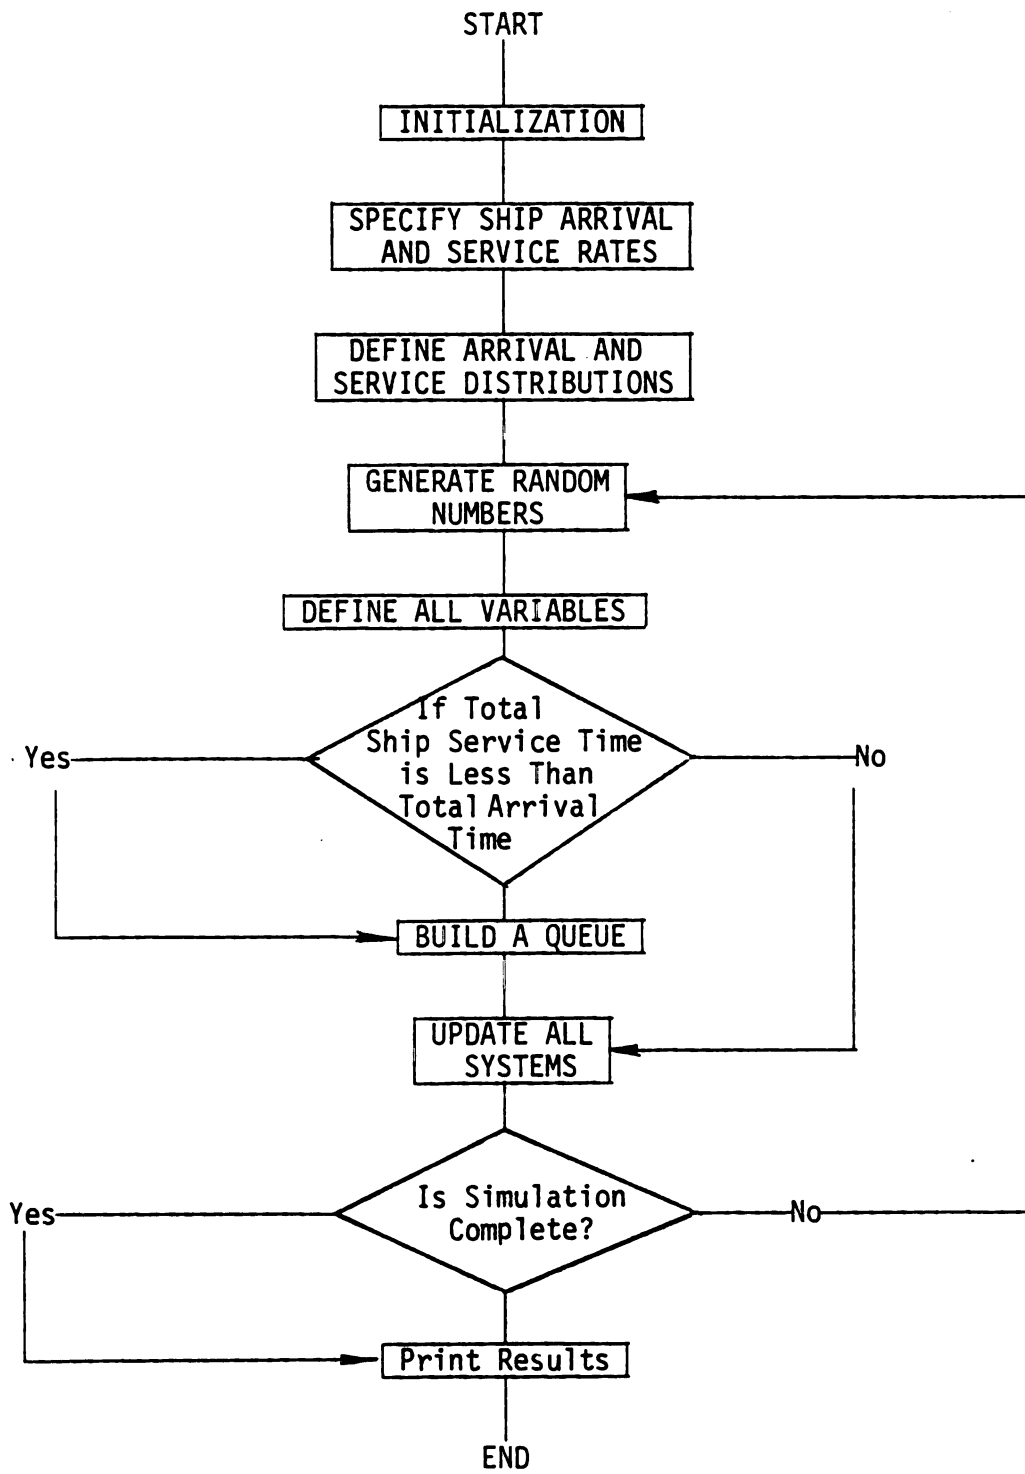 START
INITIALIZATION
SPECIFY SHIP ARRIVAL
AND SERVICE RATES
DEFINE ARRIVAL AND
SERVICE DISTRIBUTIONS
GENERATE RANDOM
NUMBERS
DEFINE ALL VARIABLES
If Total
Ship Service Time
is Less Than
Total Arrival
Time
Yes
No
BUILD A QUEUE
UPDATE ALL
SYSTEMS
Is Simulation
Complete?
Yes
No
Print Results
END